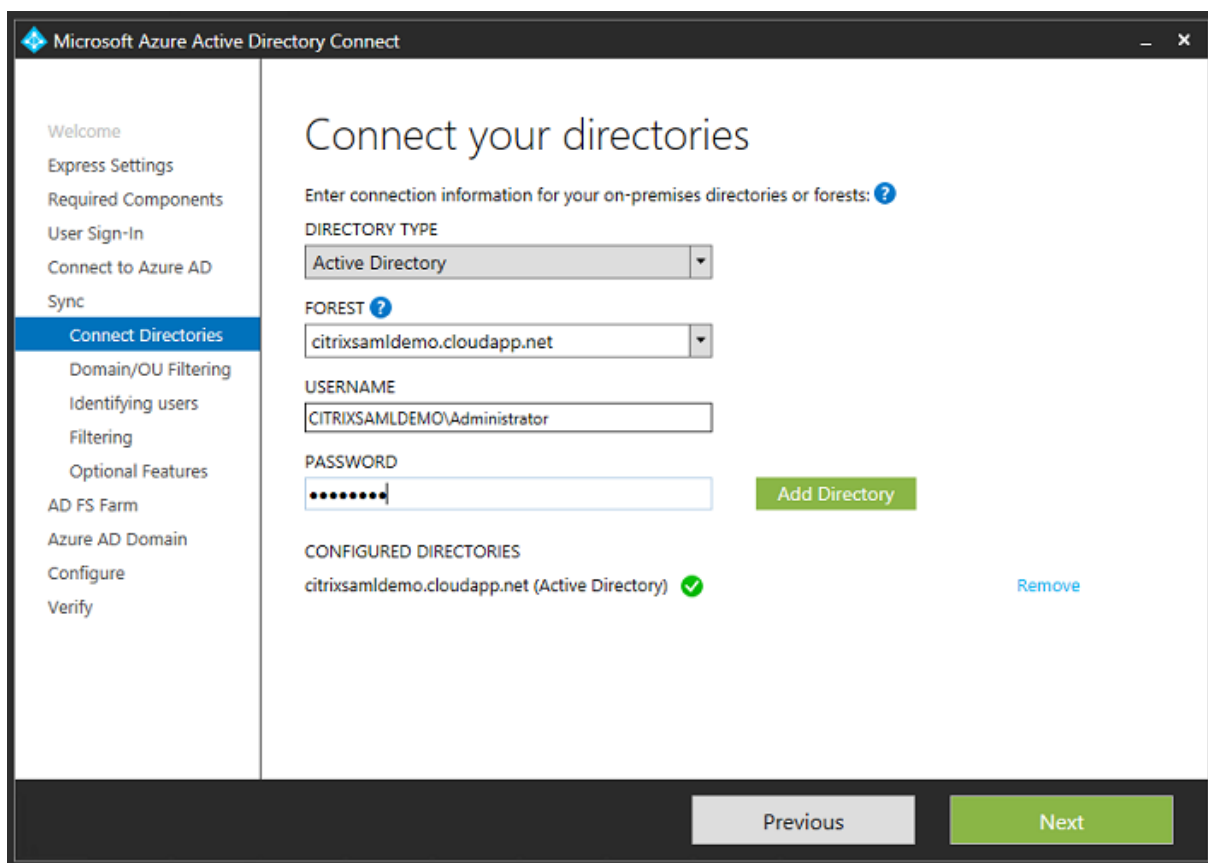 Microsoft Azure Active Directory Connect
Welcome
Express Settings
Required Components
User Sign-In
Connect to Azure AD
Sync
Connect Directories
Domain/OU Filtering
Identifying users
Filtering
Optional Features
AD FS Farm
Azure AD Domain
Configure
Verify
Connect your directories
Enter connection information for your on-premises directories or forests: ?
DIRECTORY TYPE
Active Directory
FOREST ?
citrixsamldemo.cloudapp.net
USERNAME
CITRIXSAMLDEMO\Administrator
PASSWORD
••••••••
Add Directory
CONFIGURED DIRECTORIES
citrixsamldemo.cloudapp.net (Active Directory)
Remove
Previous
Next